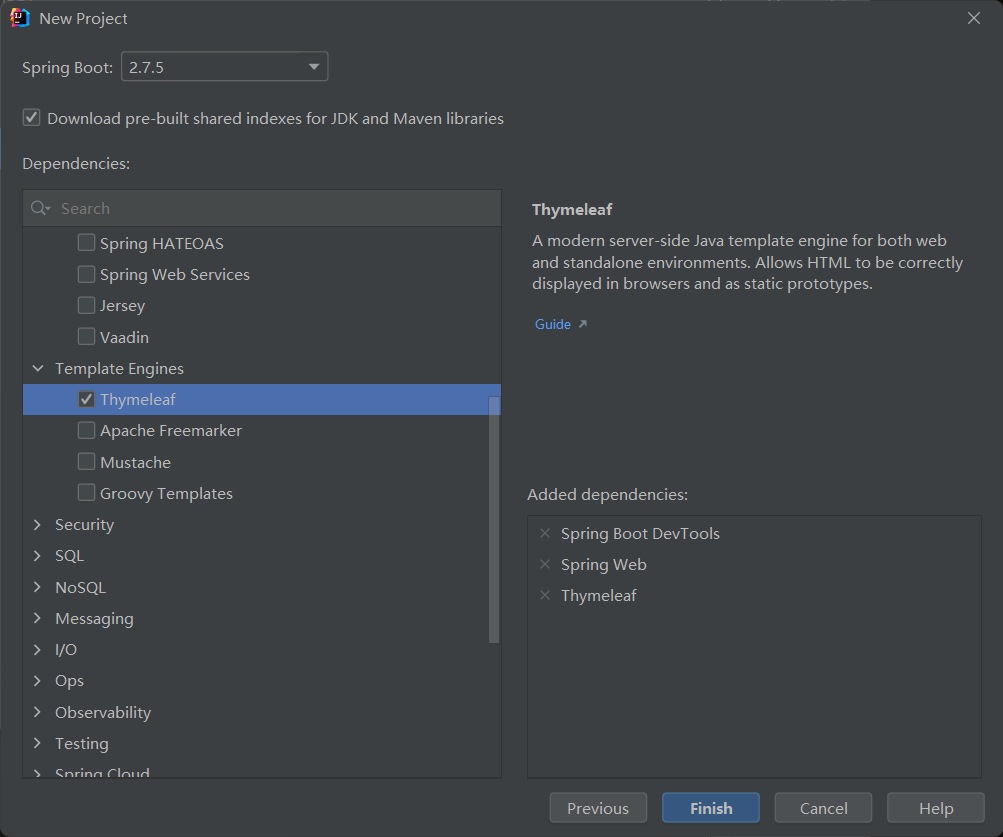 New Project
Spring Boot: 2.7.5
Download pre-built shared indexes for JDK and Maven libraries
Dependencies:
Search
Spring HATEOAS
Spring Web Services
Jersey
Vaadin
Template Engines
Thymeleaf
Apache Freemarker
Mustache
Groovy Templates
Security
SQL
NoSQL
Messaging
I/O
Ops
Observability
Testing
Spring Cloud
Thymeleaf
A modern server-side Java template engine for both web
and standalone environments. Allows HTML to be correctly
displayed in browsers and as static prototypes.
Guide
Added dependencies:
Spring Boot DevTools
Spring Web
Thymeleaf
Previous Finish Cancel Help